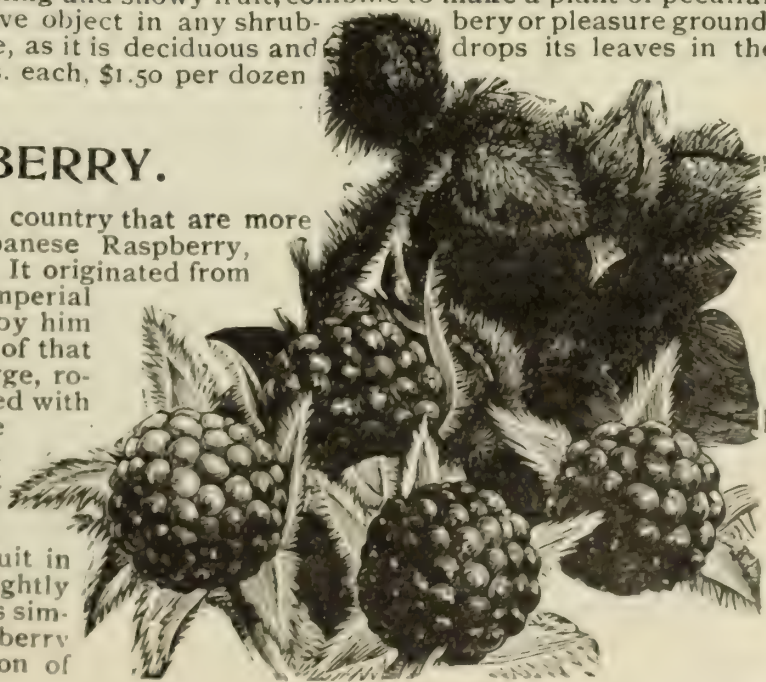 ing and showy fruit, combine to make a plant of peculiar
ve object in any shrub- bery or pleasure ground
e, as it is deciduous and drops its leaves in the
. each, $1.50 per dozen
BERRY.
country that are more
panese Raspberry,
It originated from
mperial
by him
of that
ge, ro-
ed with
e
uit in
ghtly
s sim-
berry
on of